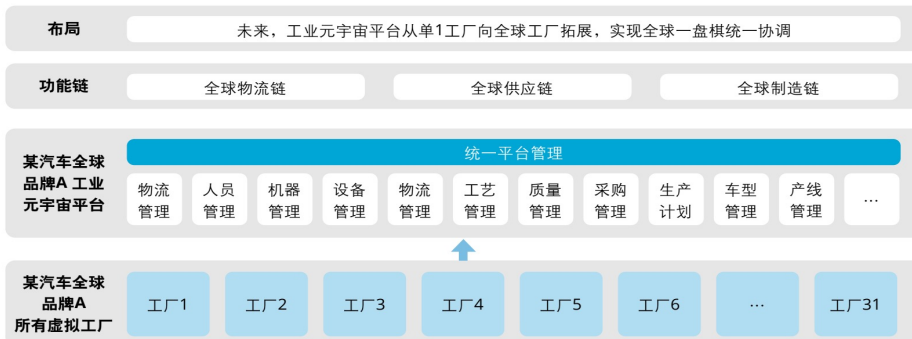 布局
未来，工业元宇宙平台从单1工厂向全球工厂拓展，实现全球一盘棋统一协调
功能链
全球物流链
全球供应链
全球制造链
某汽车全球
品牌A 工业
元宇宙平台
统一平台管理
物流
管理
人员
管理
机器
管理
设备
管理
物流
管理
工艺
管理
质量
管理
采购
管理
生产
计划
车型
管理
产线
管理
...
某汽车全球
品牌A
所有虚拟工厂
工厂1
工厂2
工厂3
工厂4
工厂5
工厂6
...
工厂31